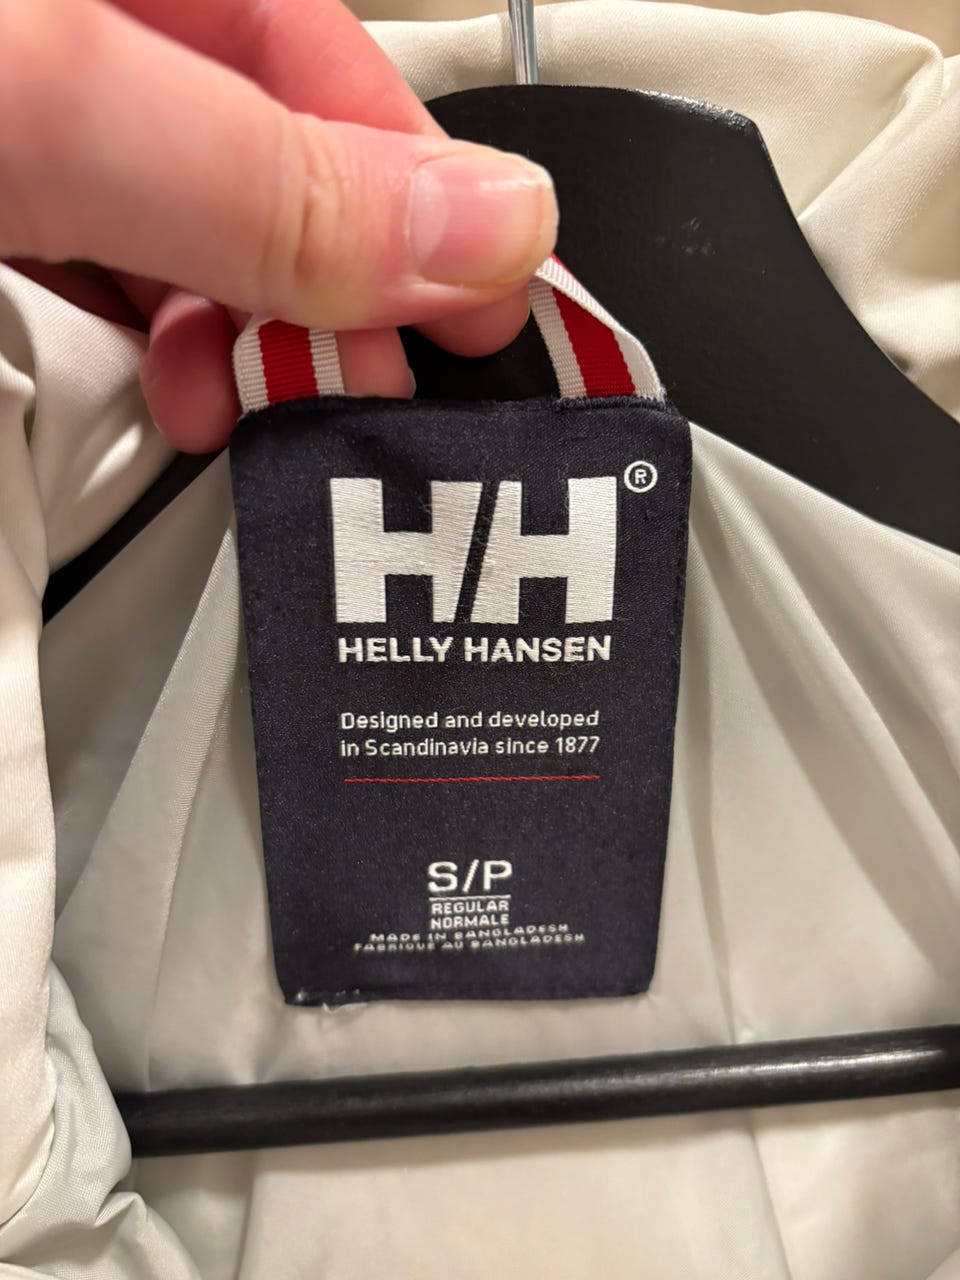 HH®
HELLY HANSEN
Designed and developed
in Scandinavia since 1877
S/P
REGULAR
NORMALE
MADE IN BANGLADESH
FABRIQUÉ AU BANGLADESH